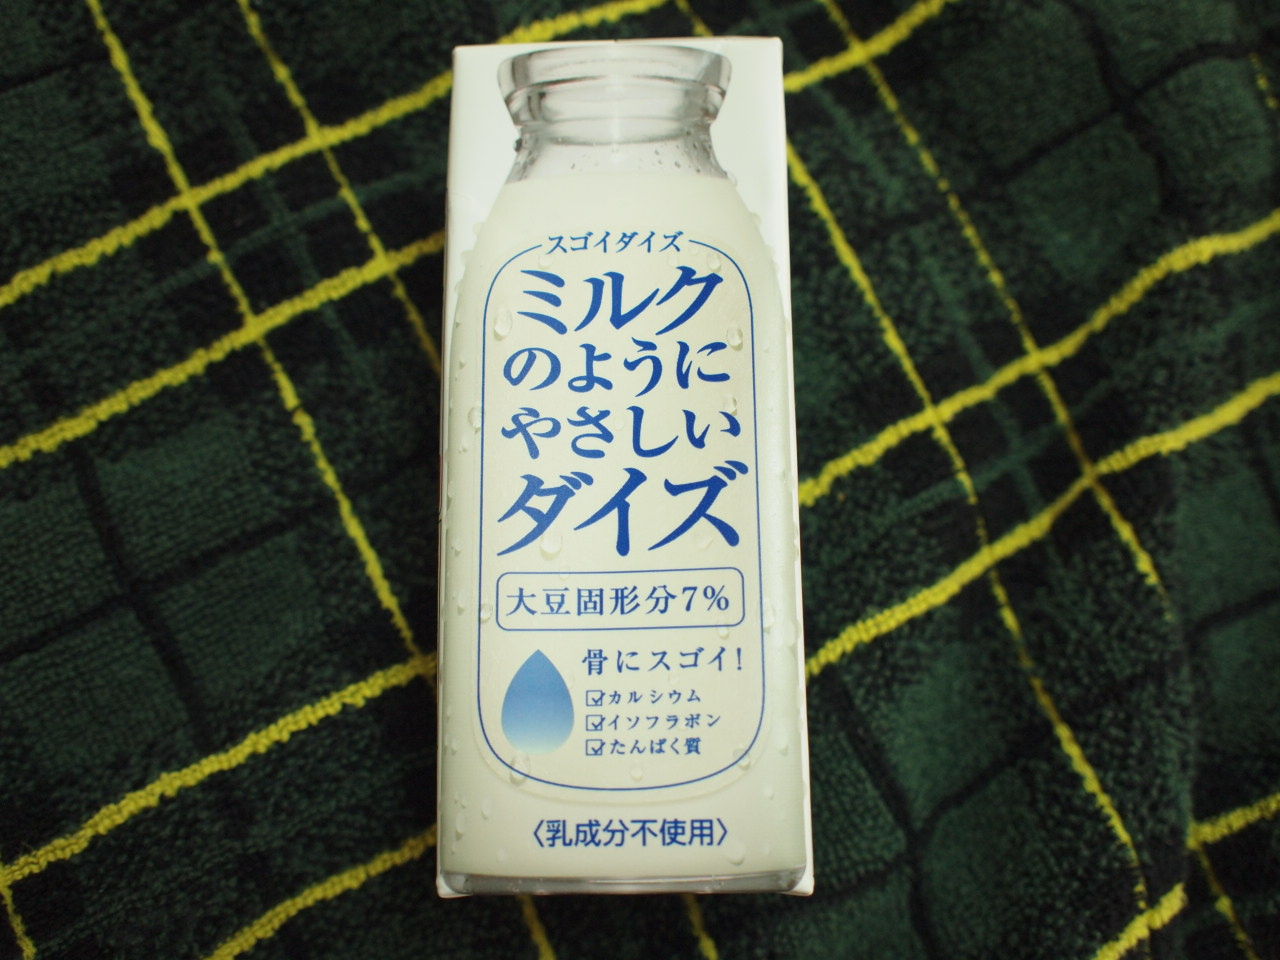 スゴイダイズ
ミルク
のように
やさしい
ダイズ
大豆固形分7%
骨にスゴイ!
カルシウム
イソフラボン
たんぱく質
〈乳成分不使用〉